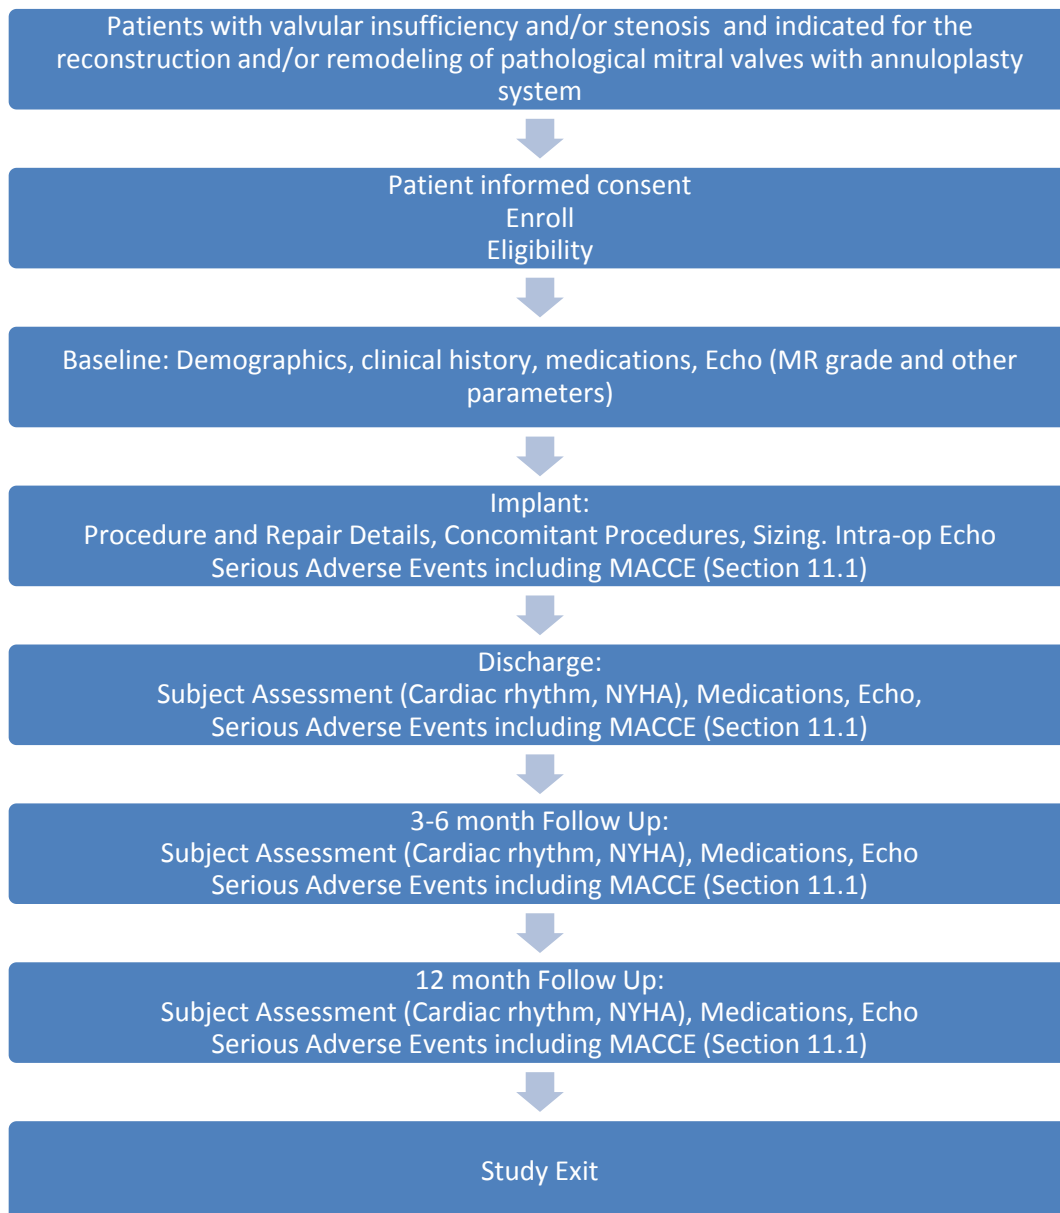 Patients with valvular insufficiency and/or stenosis  and indicated for the
reconstruction and/or remodeling of pathological mitral valves with annuloplasty
system
Patient informed consent
Enroll
Eligibility
Baseline: Demographics, clinical history, medications, Echo (MR grade and other
parameters)
Implant:
Procedure and Repair Details, Concomitant Procedures, Sizing. Intra-op Echo
Serious Adverse Events including MACCE (Section 11.1)
Discharge:
Subject Assessment (Cardiac rhythm, NYHA), Medications, Echo,
Serious Adverse Events including MACCE (Section 11.1)
3-6 month Follow Up:
Subject Assessment (Cardiac rhythm, NYHA), Medications, Echo
Serious Adverse Events including MACCE (Section 11.1)
12 month Follow Up:
Subject Assessment (Cardiac rhythm, NYHA), Medications, Echo
Serious Adverse Events including MACCE (Section 11.1)
Study Exit